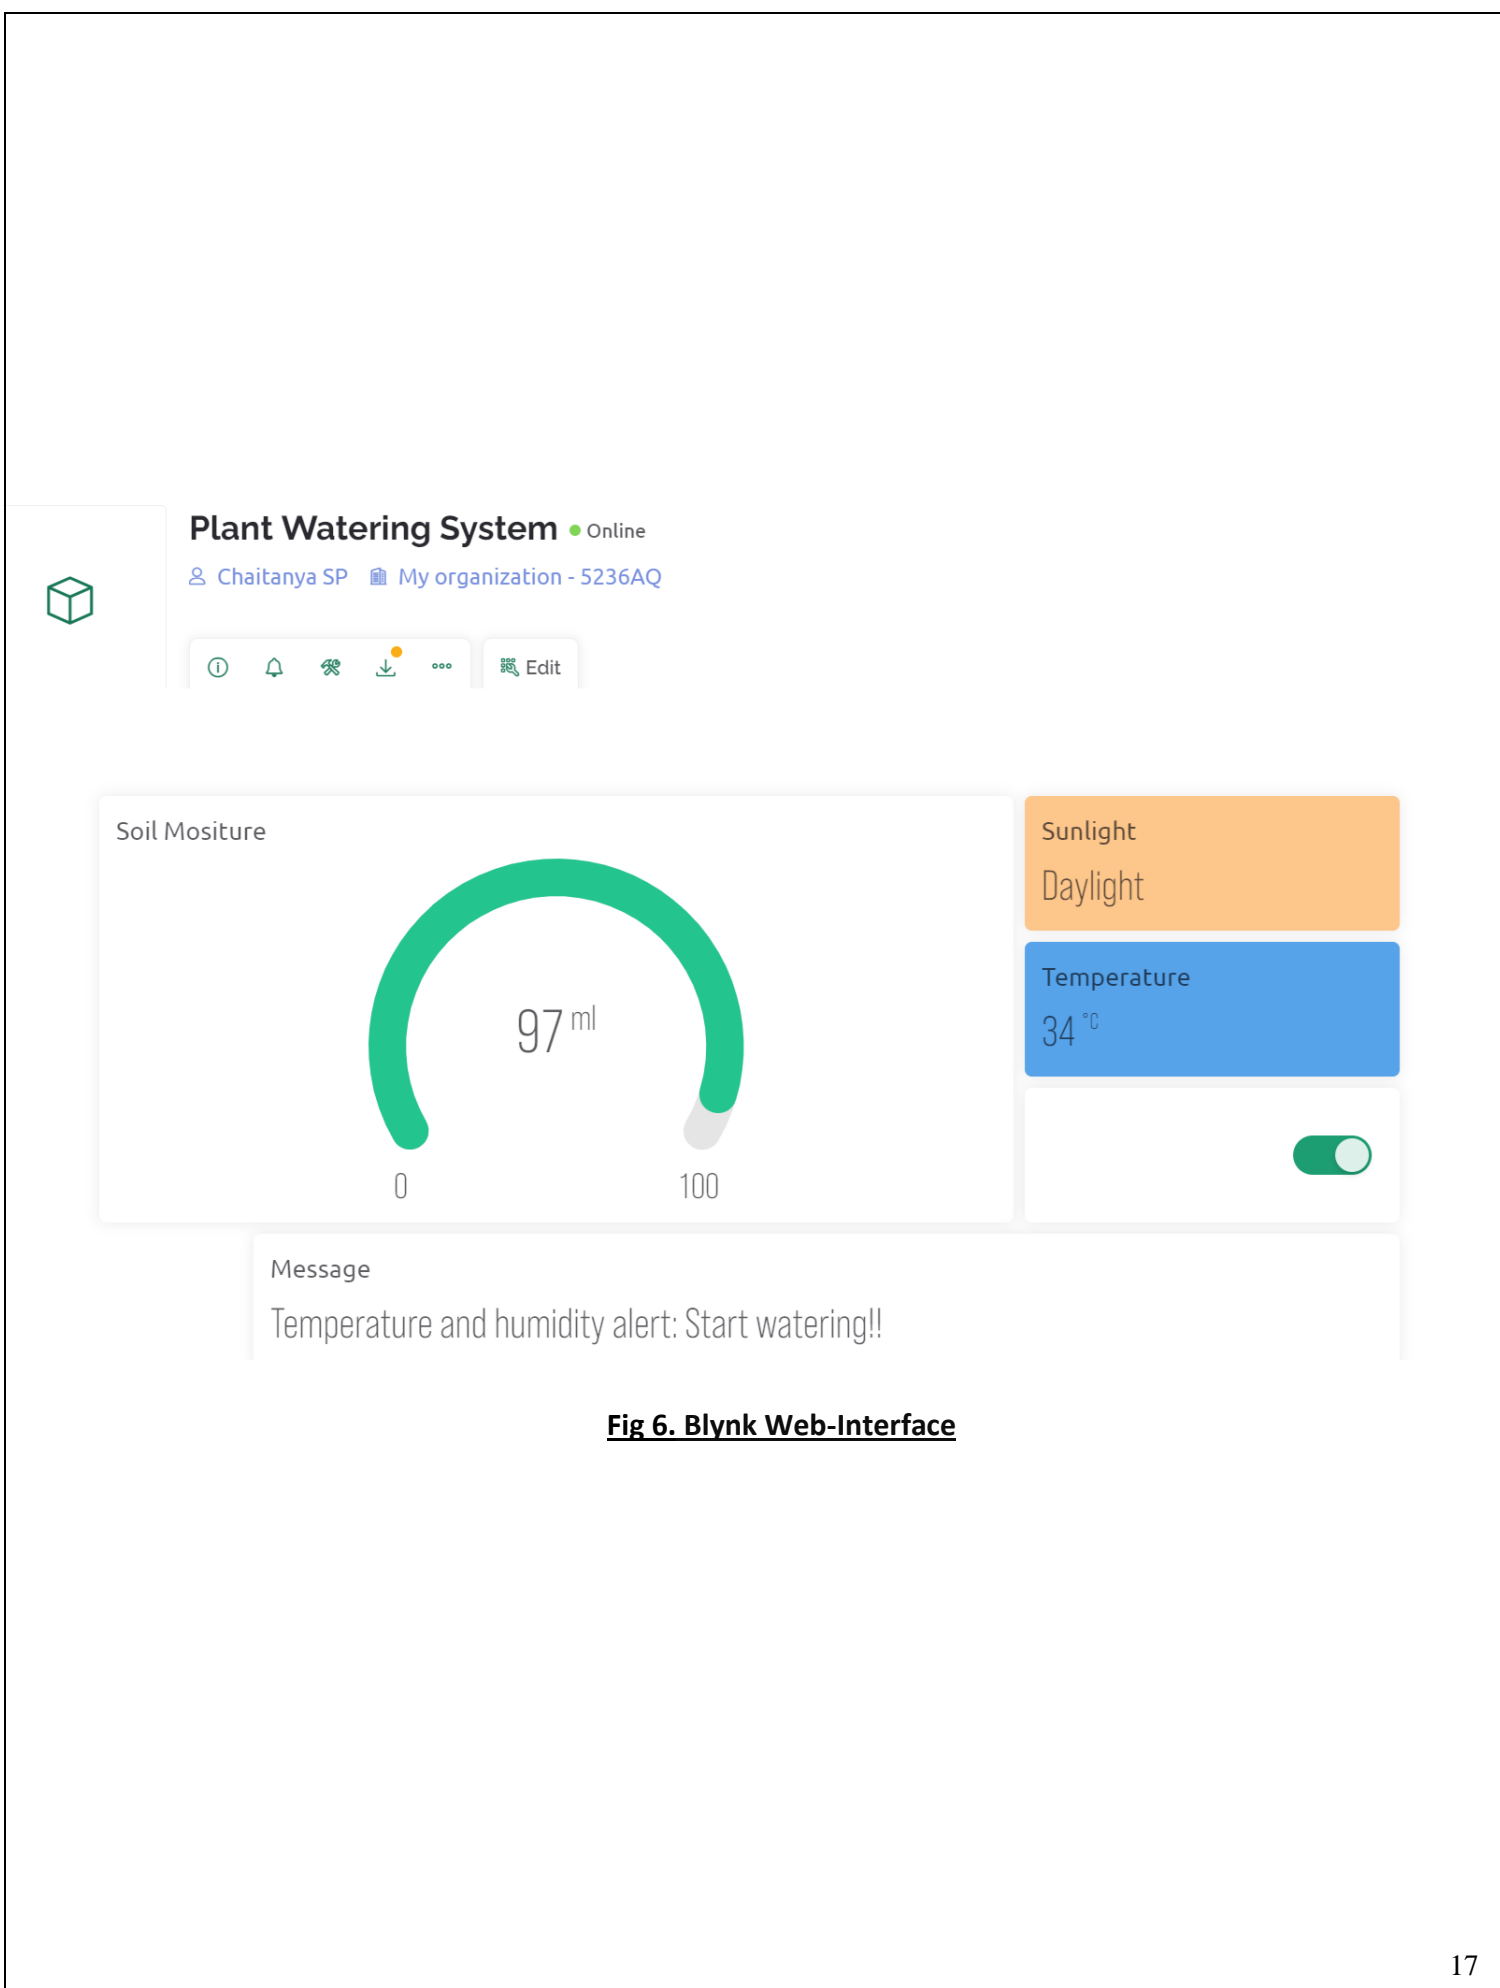 Plant Watering System Online
Chaitanya SP My organization - 5236AQ
Edit
Soil Mositure
97 ml
0 100
Sunlight
Daylight
Temperature
34 °C
Message
Temperature and humidity alert: Start watering!!
Fig 6. Blynk Web-Interface
17